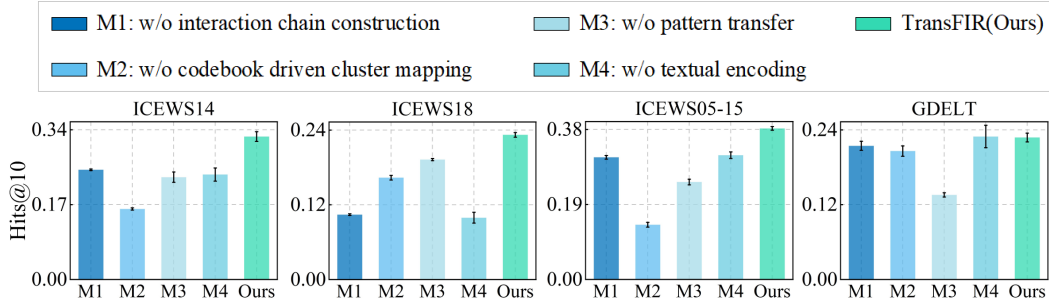 M1: w/o interaction chain construction M3: w/o pattern transfer TransFIR(Ours)
M2: w/o codebook driven cluster mapping M4: w/o textual encoding
ICEWS14 ICEWS18 ICEWS05-15 GDELT
0.34 0.24 0.38 0.24
Hits@10
0.17 0.12 0.19 0.12
0.00 0.00 0.00 0.00
M1 M2 M3 M4 Ours M1 M2 M3 M4 Ours M1 M2 M3 M4 Ours M1 M2 M3 M4 Ours